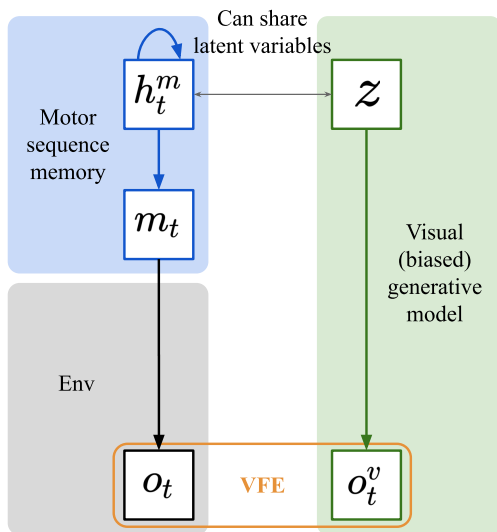 Can share
latent variables
h_t^m
z
Motor
sequence
memory
m_t
Visual
(biased)
generative
model
Env
o_t
VFE
o_t^v